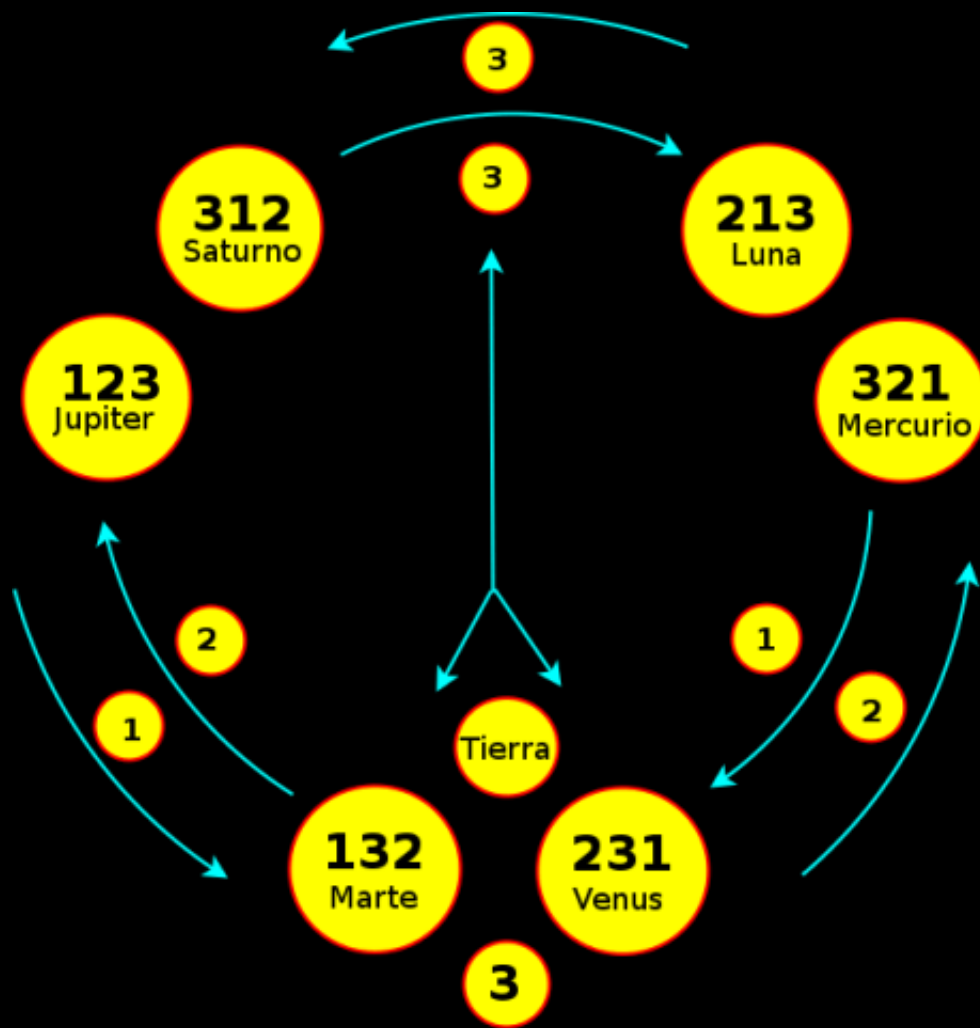 3
3
312
Saturno
213
Luna
123
Jupiter
321
Mercurio
2
1
1
2
Tierra
132
Marte
231
Venus
3